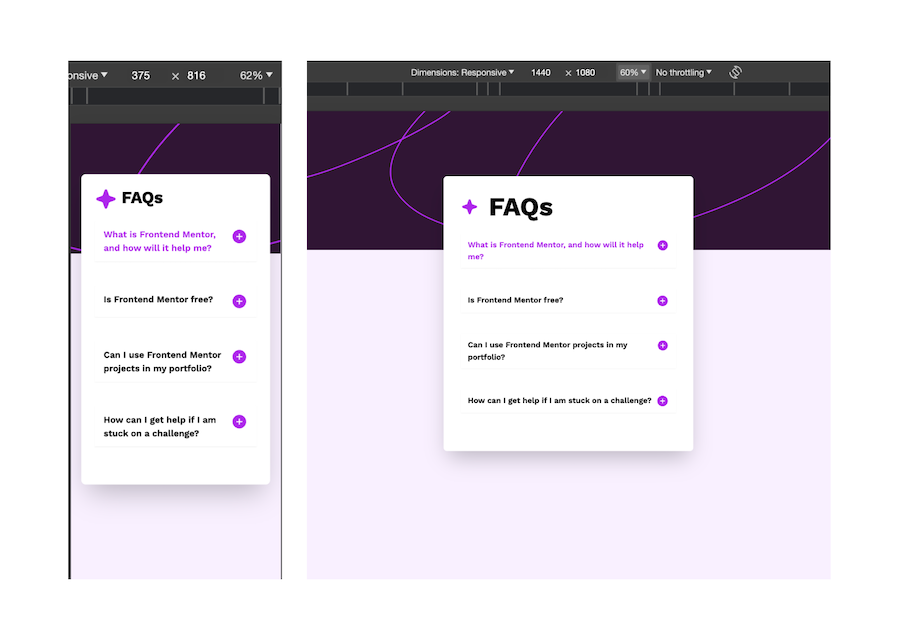 onsive ▼ 375 × 816 62% ▼
FAQs
What is Frontend Mentor,
and how will it help me?
Is Frontend Mentor free?
Can I use Frontend Mentor
projects in my portfolio?
How can I get help if I am
stuck on a challenge?
Dimensions: Responsive ▼ 1440 × 1080 60% ▼ No throttling ▼
FAQs
What is Frontend Mentor, and how will it help
me?
Is Frontend Mentor free?
Can I use Frontend Mentor projects in my
portfolio?
How can I get help if I am stuck on a challenge?